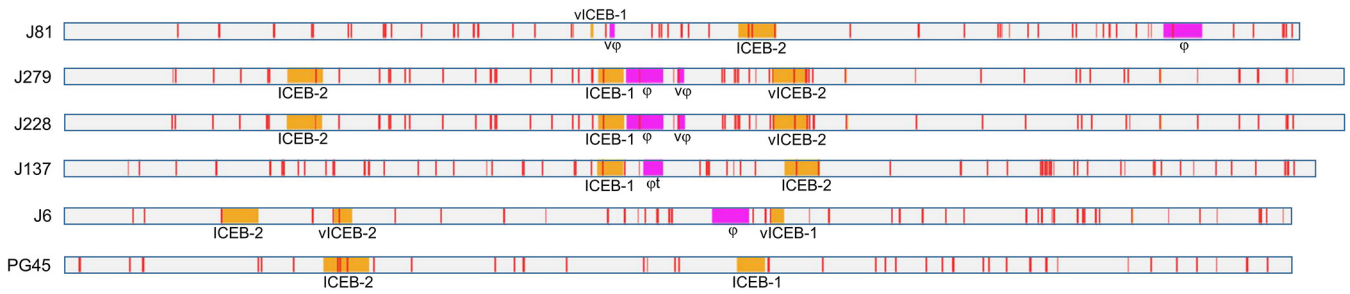 vICEB-1
J81
vφ ICEB-2 φ
J279
ICEB-2 ICEB-1 φ vφ vICEB-2
J228
ICEB-2 ICEB-1 φ vφ vICEB-2
J137
ICEB-1 φt ICEB-2
J6
ICEB-2 vICEB-2 φ vICEB-1
PG45
ICEB-2 ICEB-1